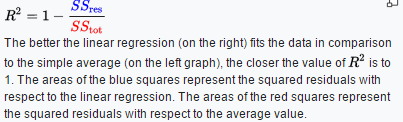 R² = 1 − SSres / SStot
The better the linear regression (on the right) fits the data in comparison
to the simple average (on the left graph), the closer the value of R² is to
1. The areas of the blue squares represent the squared residuals with
respect to the linear regression. The areas of the red squares represent
the squared residuals with respect to the average value.